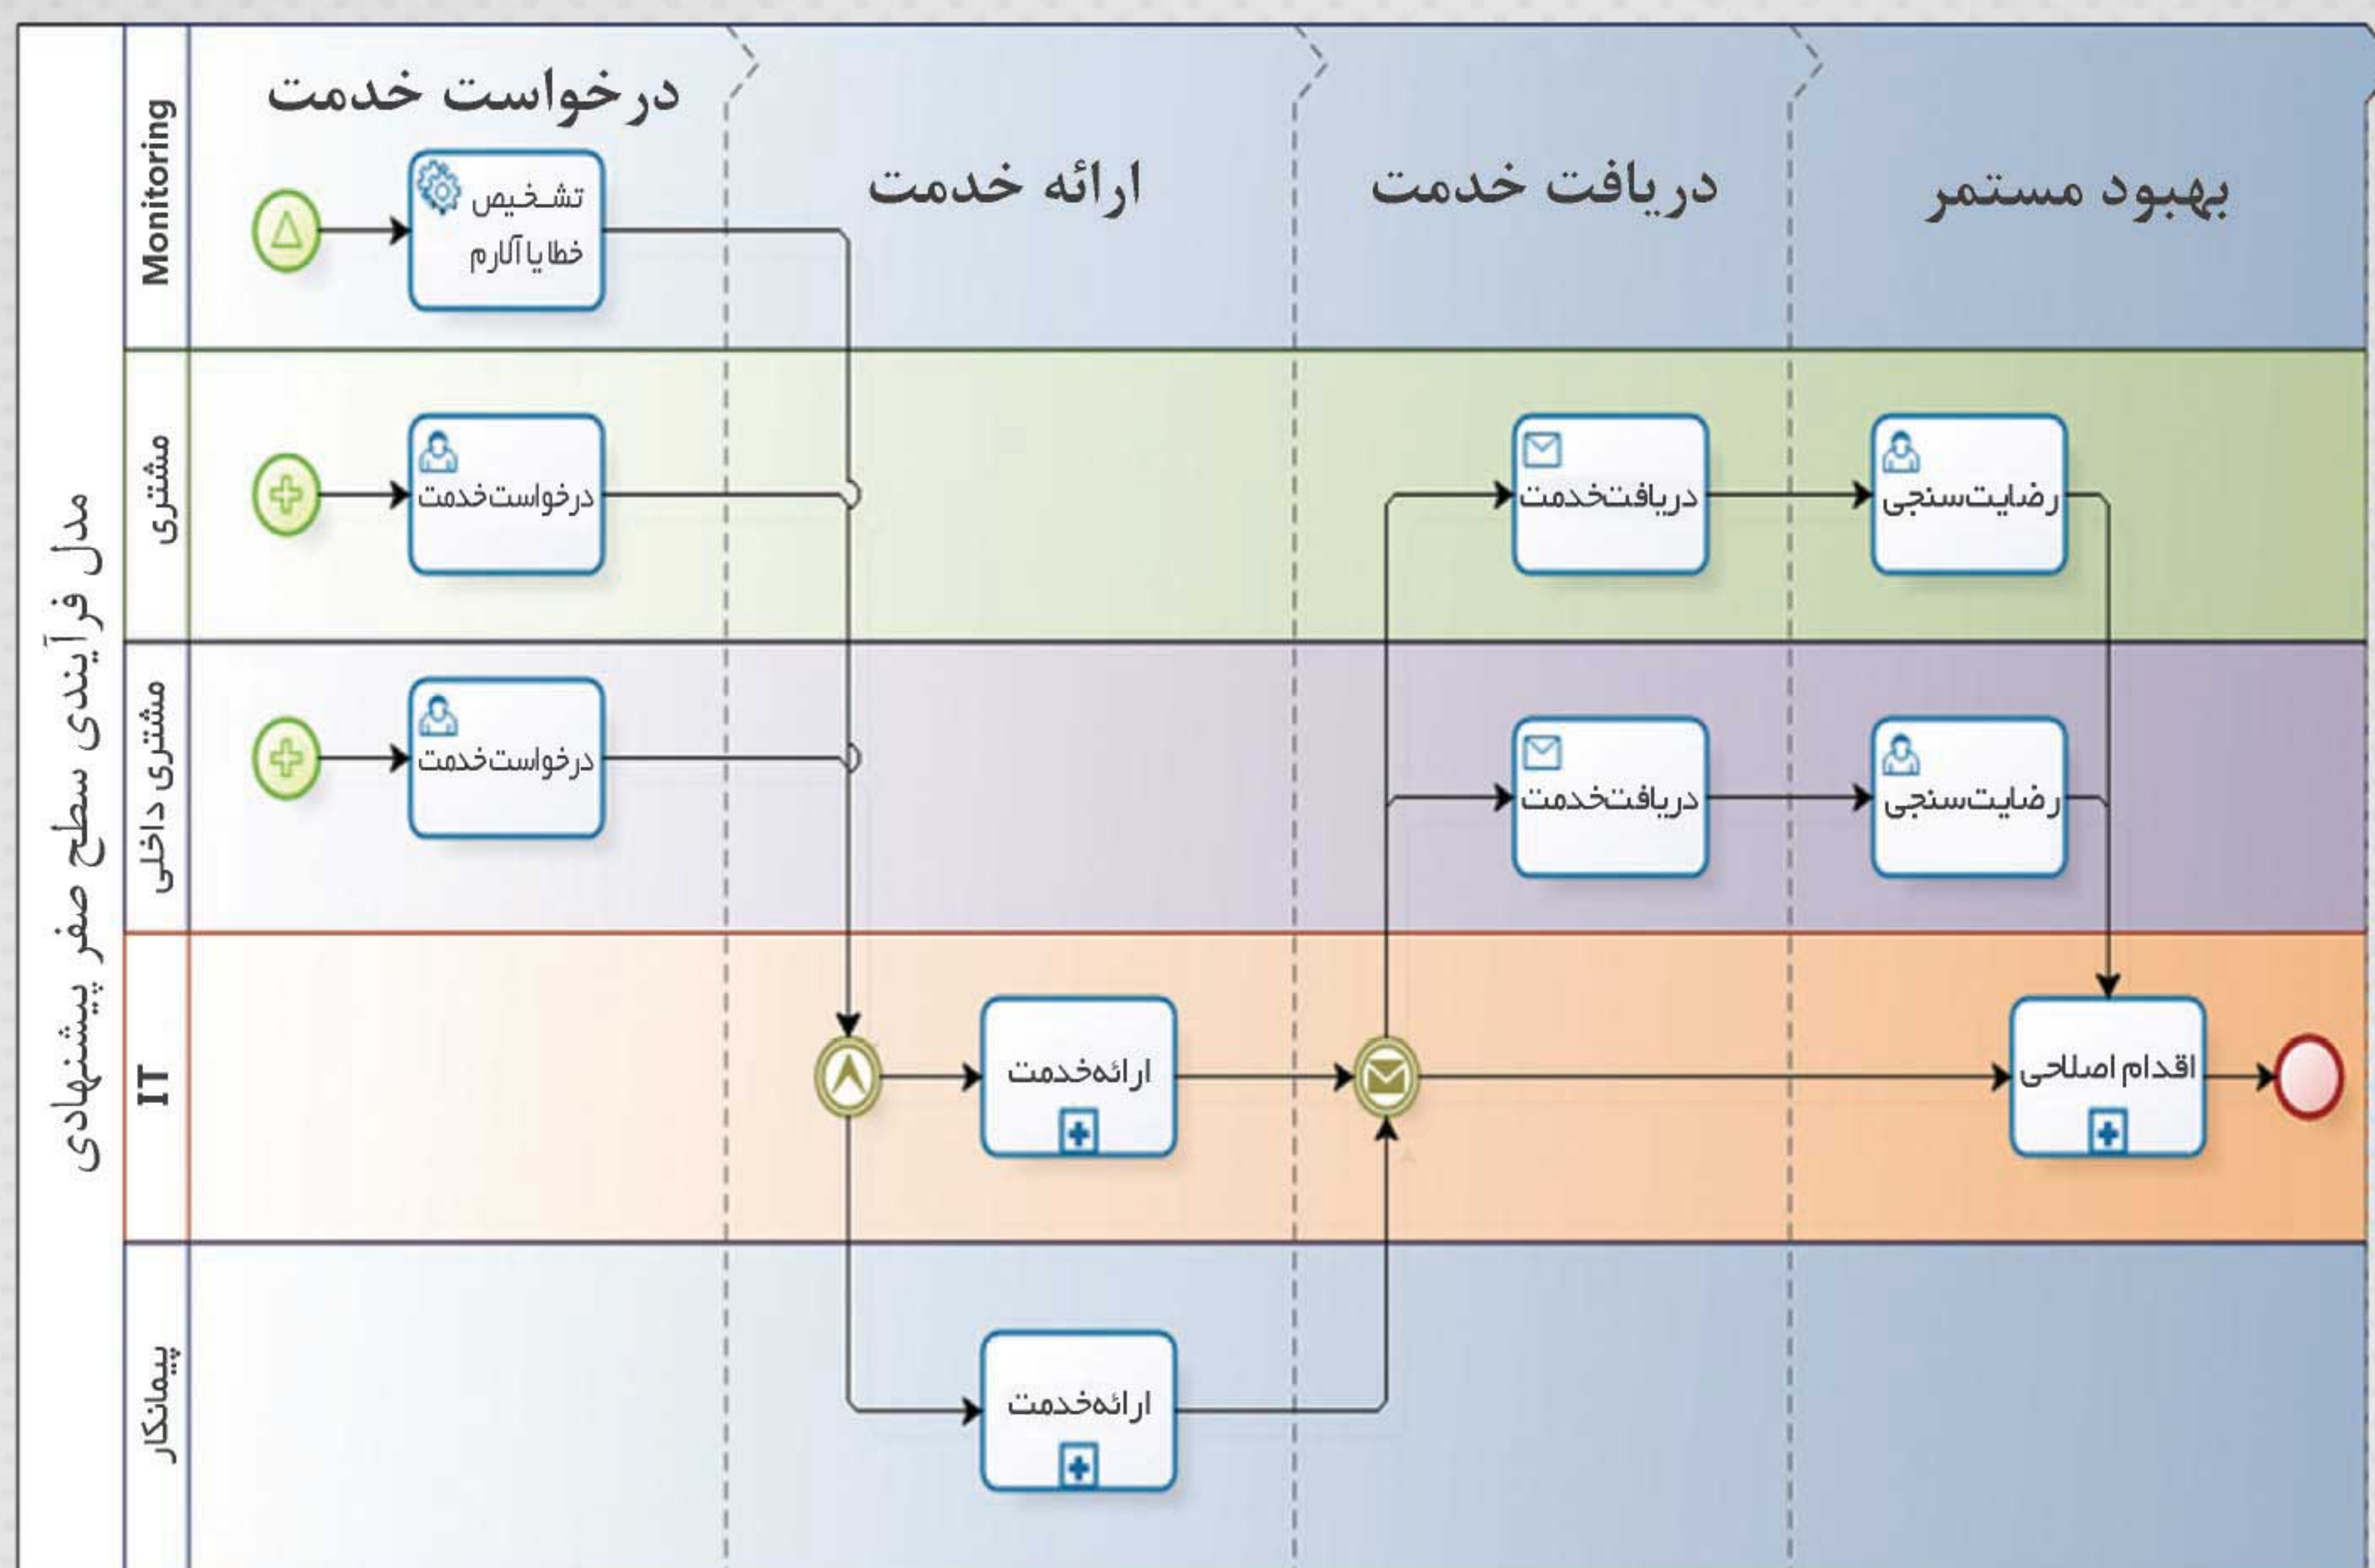 مدل فرآیندی سطح صفر پیشنهادی
درخواست خدمت
ارائه خدمت
دریافت خدمت
بهبود مستمر
Monitoring
تشخیص
خطا یا آلارم
مشتری
درخواست خدمت
دریافت خدمت
رضایت سنجی
مشتری داخلی
درخواست خدمت
دریافت خدمت
رضایت سنجی
IT
ارائه خدمت
اقدام اصلاحی
پیمانکار
ارائه خدمت